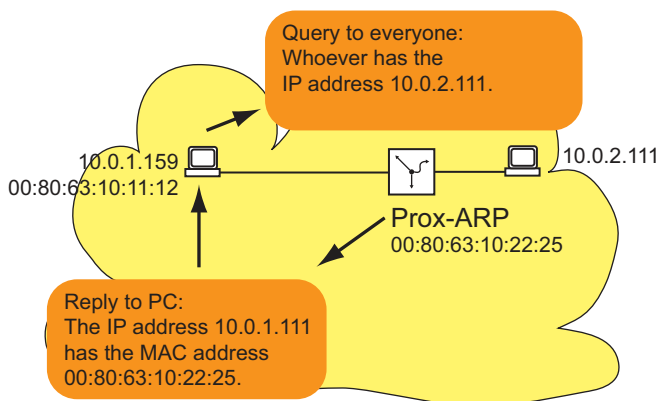 Query to everyone:
Whoever has the
IP address 10.0.2.111.
10.0.1.159
00:80:63:10:11:12
10.0.2.111
Prox-ARP
00:80:63:10:22:25
Reply to PC:
The IP address 10.0.1.111
has the MAC address
00:80:63:10:22:25.